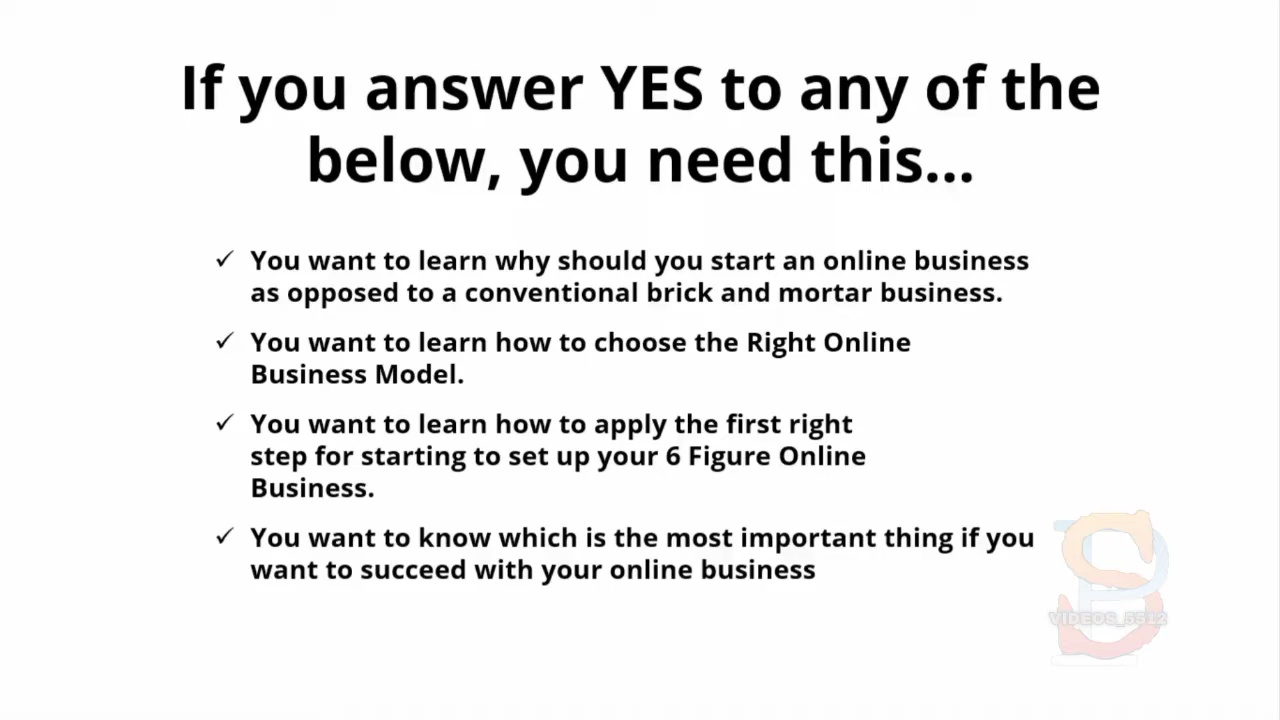 If you answer YES to any of the
below, you need this...
✓ You want to learn why should you start an online business
as opposed to a conventional brick and mortar business.
✓ You want to learn how to choose the Right Online
Business Model.
✓ You want to learn how to apply the first right
step for starting to set up your 6 Figure Online
Business.
✓ You want to know which is the most important thing if you
want to succeed with your online business
VIDEOS_5512